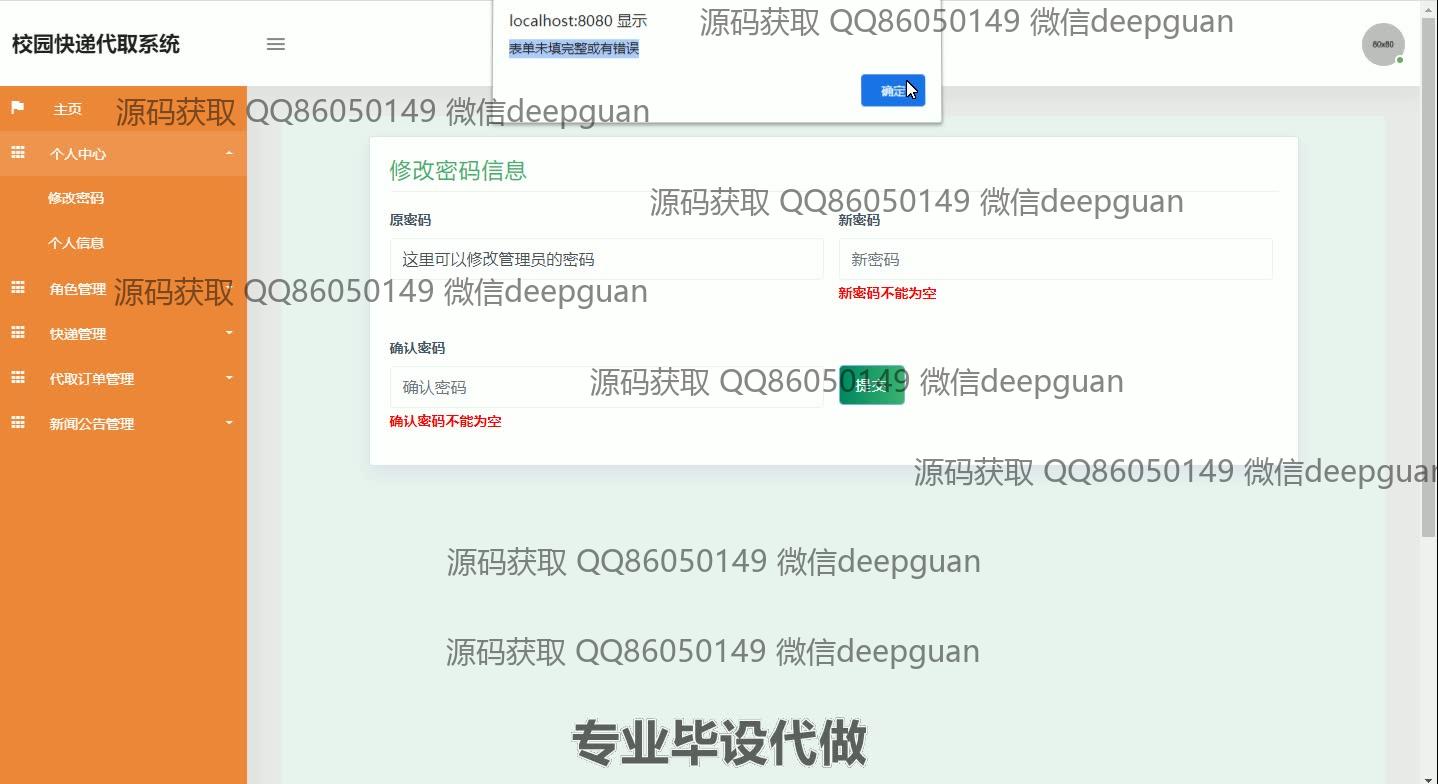 localhost:8080 显示
表单未填完整或有错误
确定
源码获取 QQ86050149 微信deepguan
校园快递代取系统
60x60
主页
源码获取 QQ86050149 微信deepguan
个人中心
修改密码
个人信息
角色管理
快递管理
代取订单管理
新闻公告管理
修改密码信息
源码获取 QQ86050149 微信deepguan
原密码
新密码
这里可以修改管理员的密码
新密码
新密码不能为空
源码获取 QQ86050149 微信deepguan
确认密码
确认密码
提交
源码获取 QQ86050149 微信deepguan
确认密码不能为空
源码获取 QQ86050149 微信deepguan
源码获取 QQ86050149 微信deepguan
源码获取 QQ86050149 微信deepguan
专业毕设代做